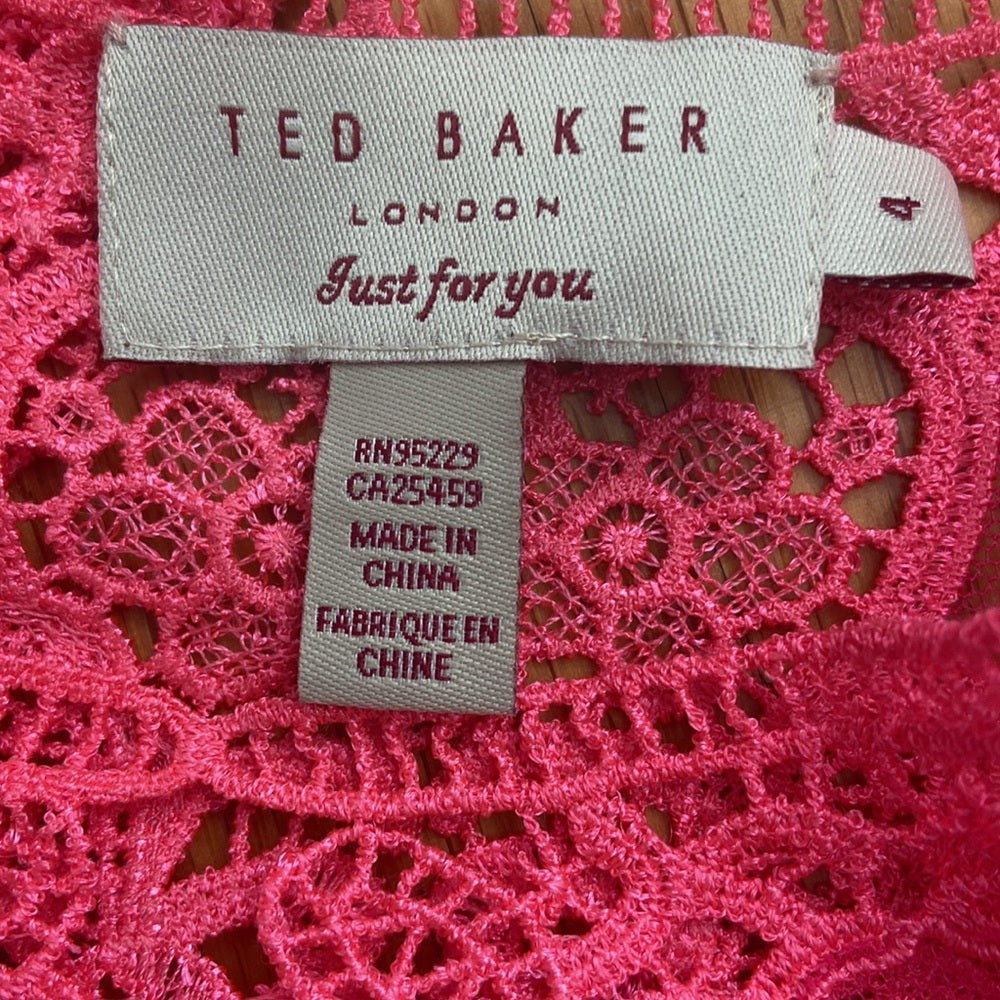 TED BAKER
LONDON
Just for you
4
RN95229
CA25459
MADE IN
CHINA
FABRIQUE EN
CHINE